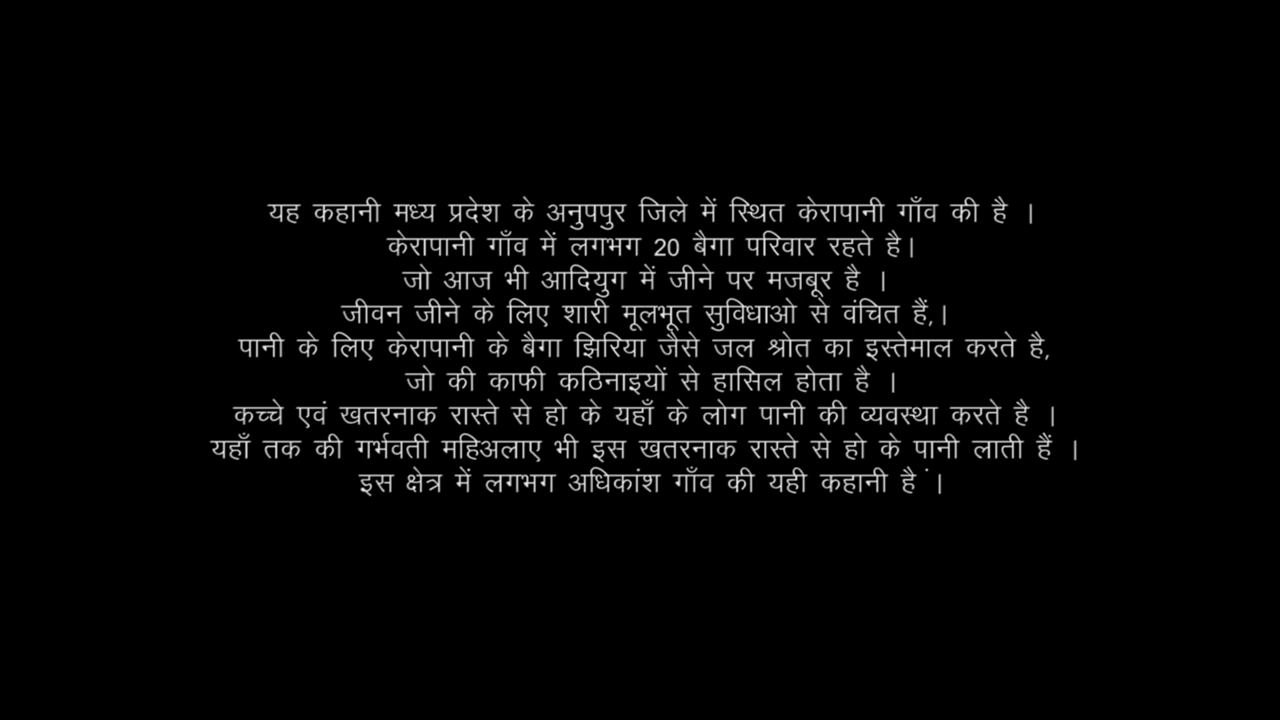 यह कहानी मध्य प्रदेश के अनुपपुर जिले में स्थित केरापानी गाँव की है ।
केरापानी गाँव में लगभग 20 बैगा परिवार रहते है।
जो आज भी आदियुग में जीने पर मजबूर है ।
जीवन जीने के लिए शारी मूलभूत सुविधाओ से वंचित हैं,।
पानी के लिए केरापानी के बैगा झिरिया जैसे जल श्रोत का इस्तेमाल करते है,
जो की काफी कठिनाइयों से हासिल होता है ।
कच्चे एवं खतरनाक रास्ते से हो के यहाँ के लोग पानी की व्यवस्था करते है ।
यहाँ तक की गर्भवती महिअलाए भी इस खतरनाक रास्ते से हो के पानी लाती हैं ।
इस क्षेत्र में लगभग अधिकांश गाँव की यही कहानी है ं।